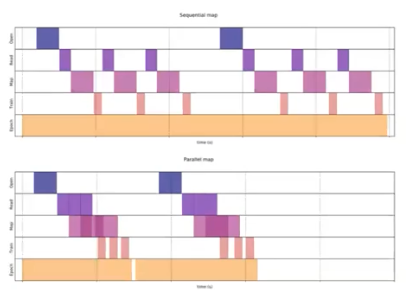 Sequential map
Open
Read
Map
Train
Epoch
time (s)
Parallel map
Open
Read
Map
Train
Epoch
time (s)